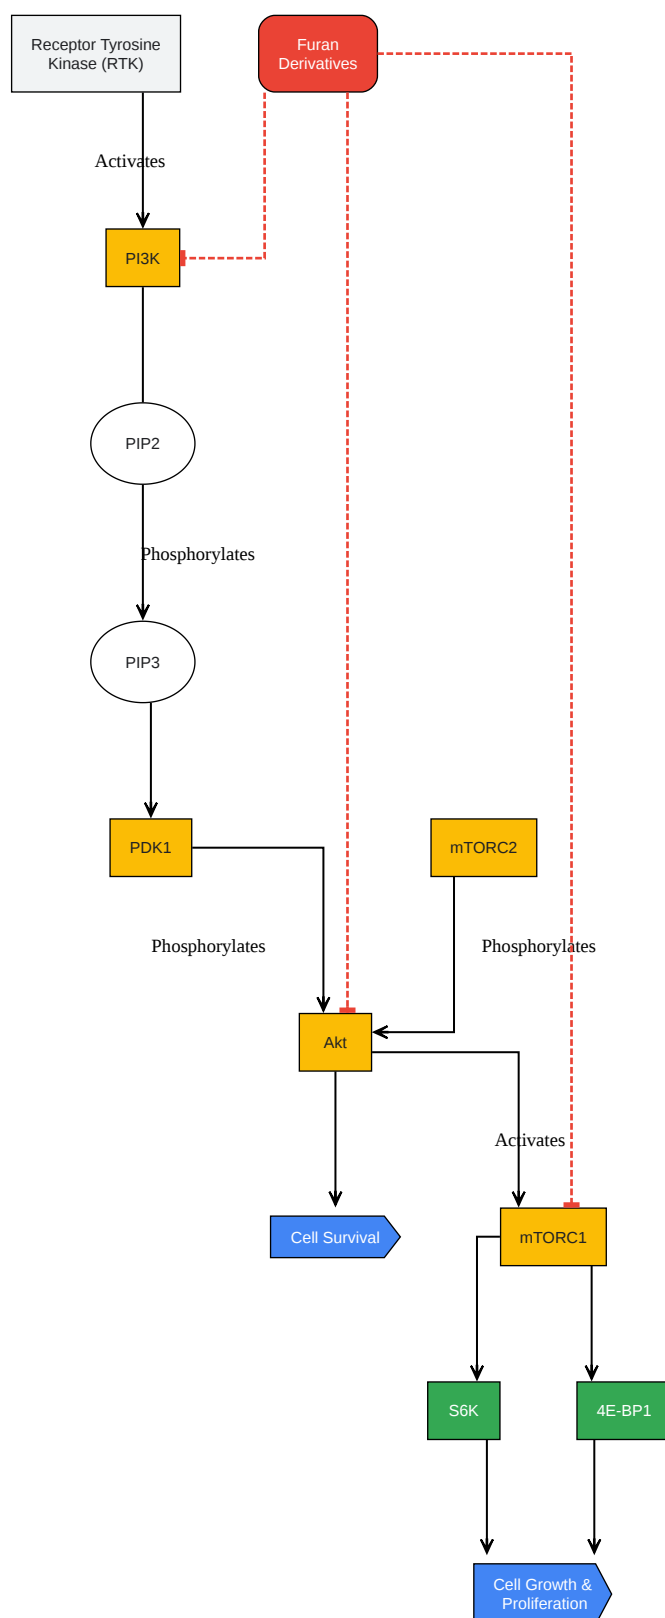 Receptor Tyrosine
Kinase (RTK)
Furan
Derivatives
Activates
PI3K
PIP2
Phosphorylates
PIP3
PDK1
mTORC2
Phosphorylates
Phosphorylates
Akt
Activates
Cell Survival
mTORC1
S6K
4E-BP1
Cell Growth &
Proliferation